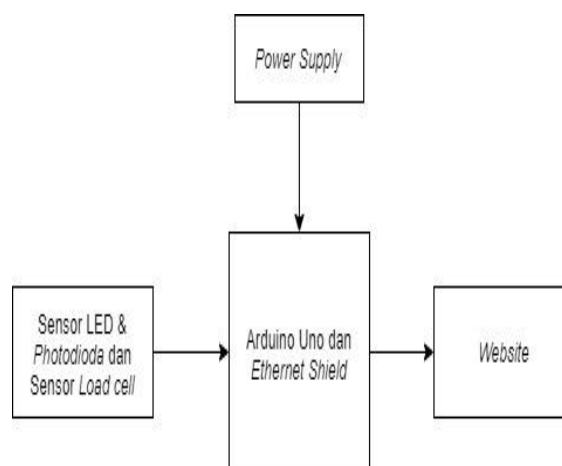 Power Supply
Sensor LED &
Photodioda dan
Sensor Load cell
Arduino Uno dan
Ethernet Shield
Website